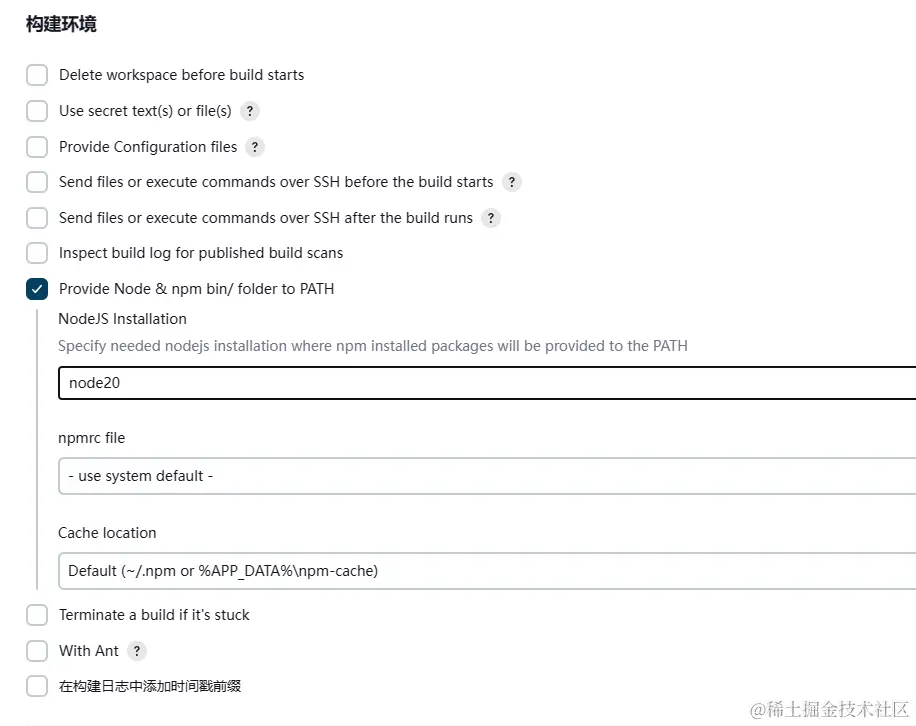 构建环境
Delete workspace before build starts
Use secret text(s) or file(s) ?
Provide Configuration files ?
Send files or execute commands over SSH before the build starts ?
Send files or execute commands over SSH after the build runs ?
Inspect build log for published build scans
Provide Node & npm bin/ folder to PATH
NodeJS Installation
Specify needed nodejs installation where npm installed packages will be provided to the PATH
node20
npmrc file
- use system default -
Cache location
Default (~/.npm or %APP_DATA%\npm-cache)
Terminate a build if it's stuck
With Ant ?
在构建日志中添加时间戳前缀
@稀土掘金技术社区